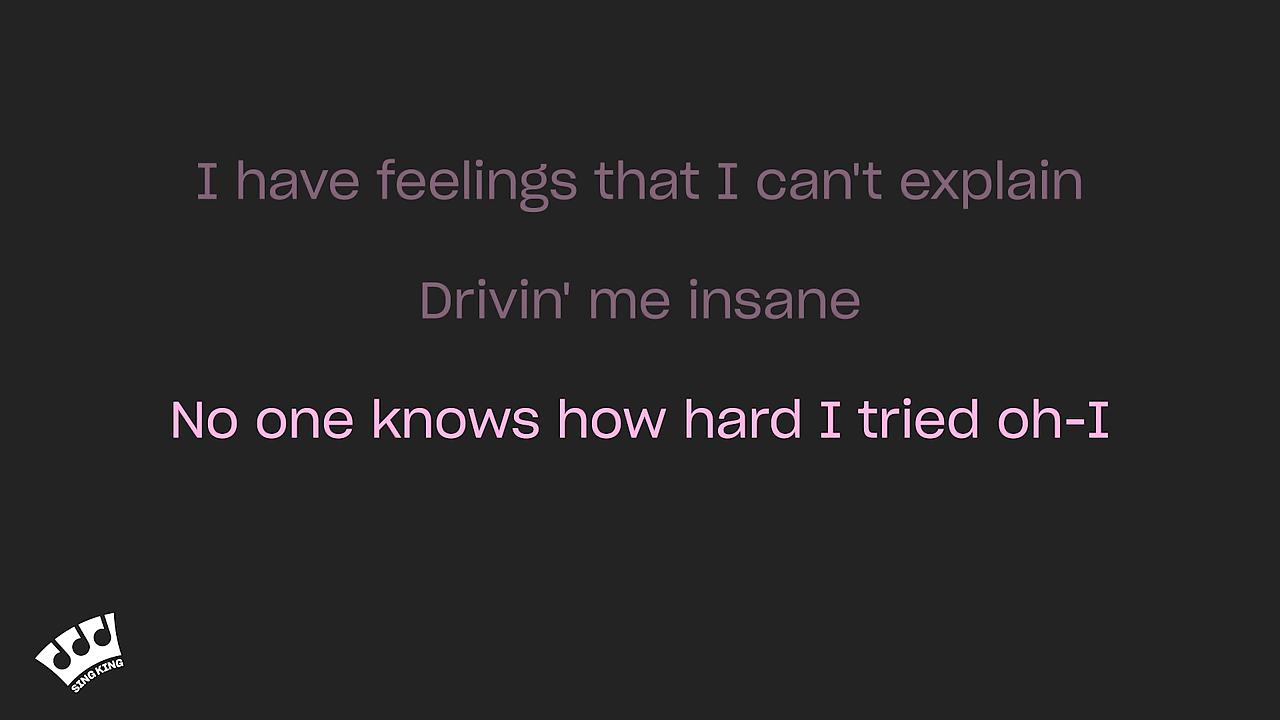 I have feelings that I can't explain
Drivin' me insane
No one knows how hard I tried oh-I
SING KING